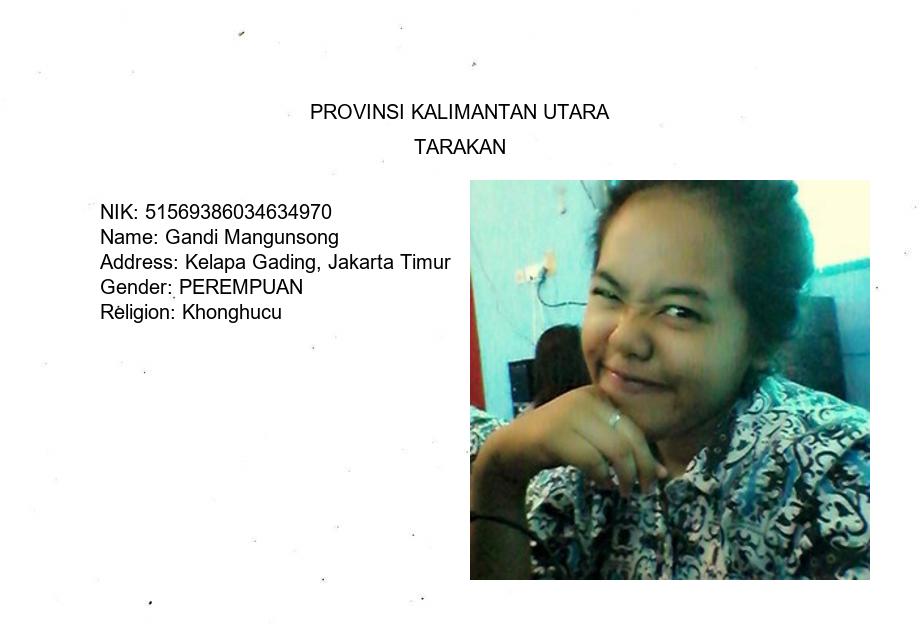 PROVINSI KALIMANTAN UTARA
TARAKAN
NIK: 51569386034634970
Name: Gandi Mangunsong
Address: Kelapa Gading, Jakarta Timur
Gender: PEREMPUAN
Religion: Khonghucu